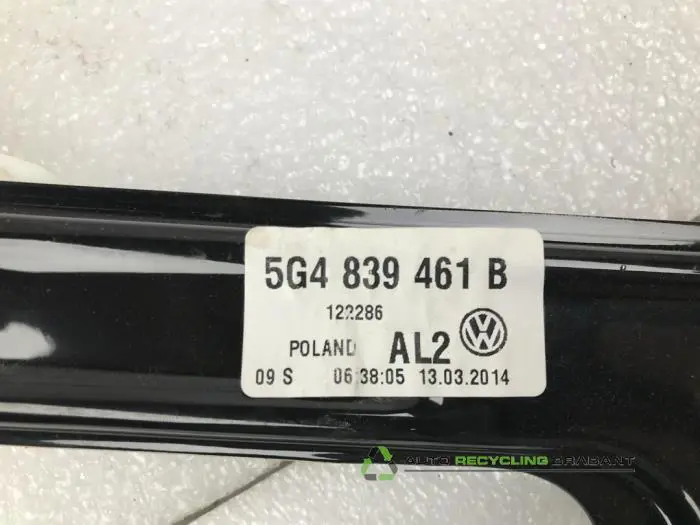 5G4 839 461 B
122286
POLAND AL2
09 S 06:38:05 13.03.2014
AUTO RECYCLING BRABANT